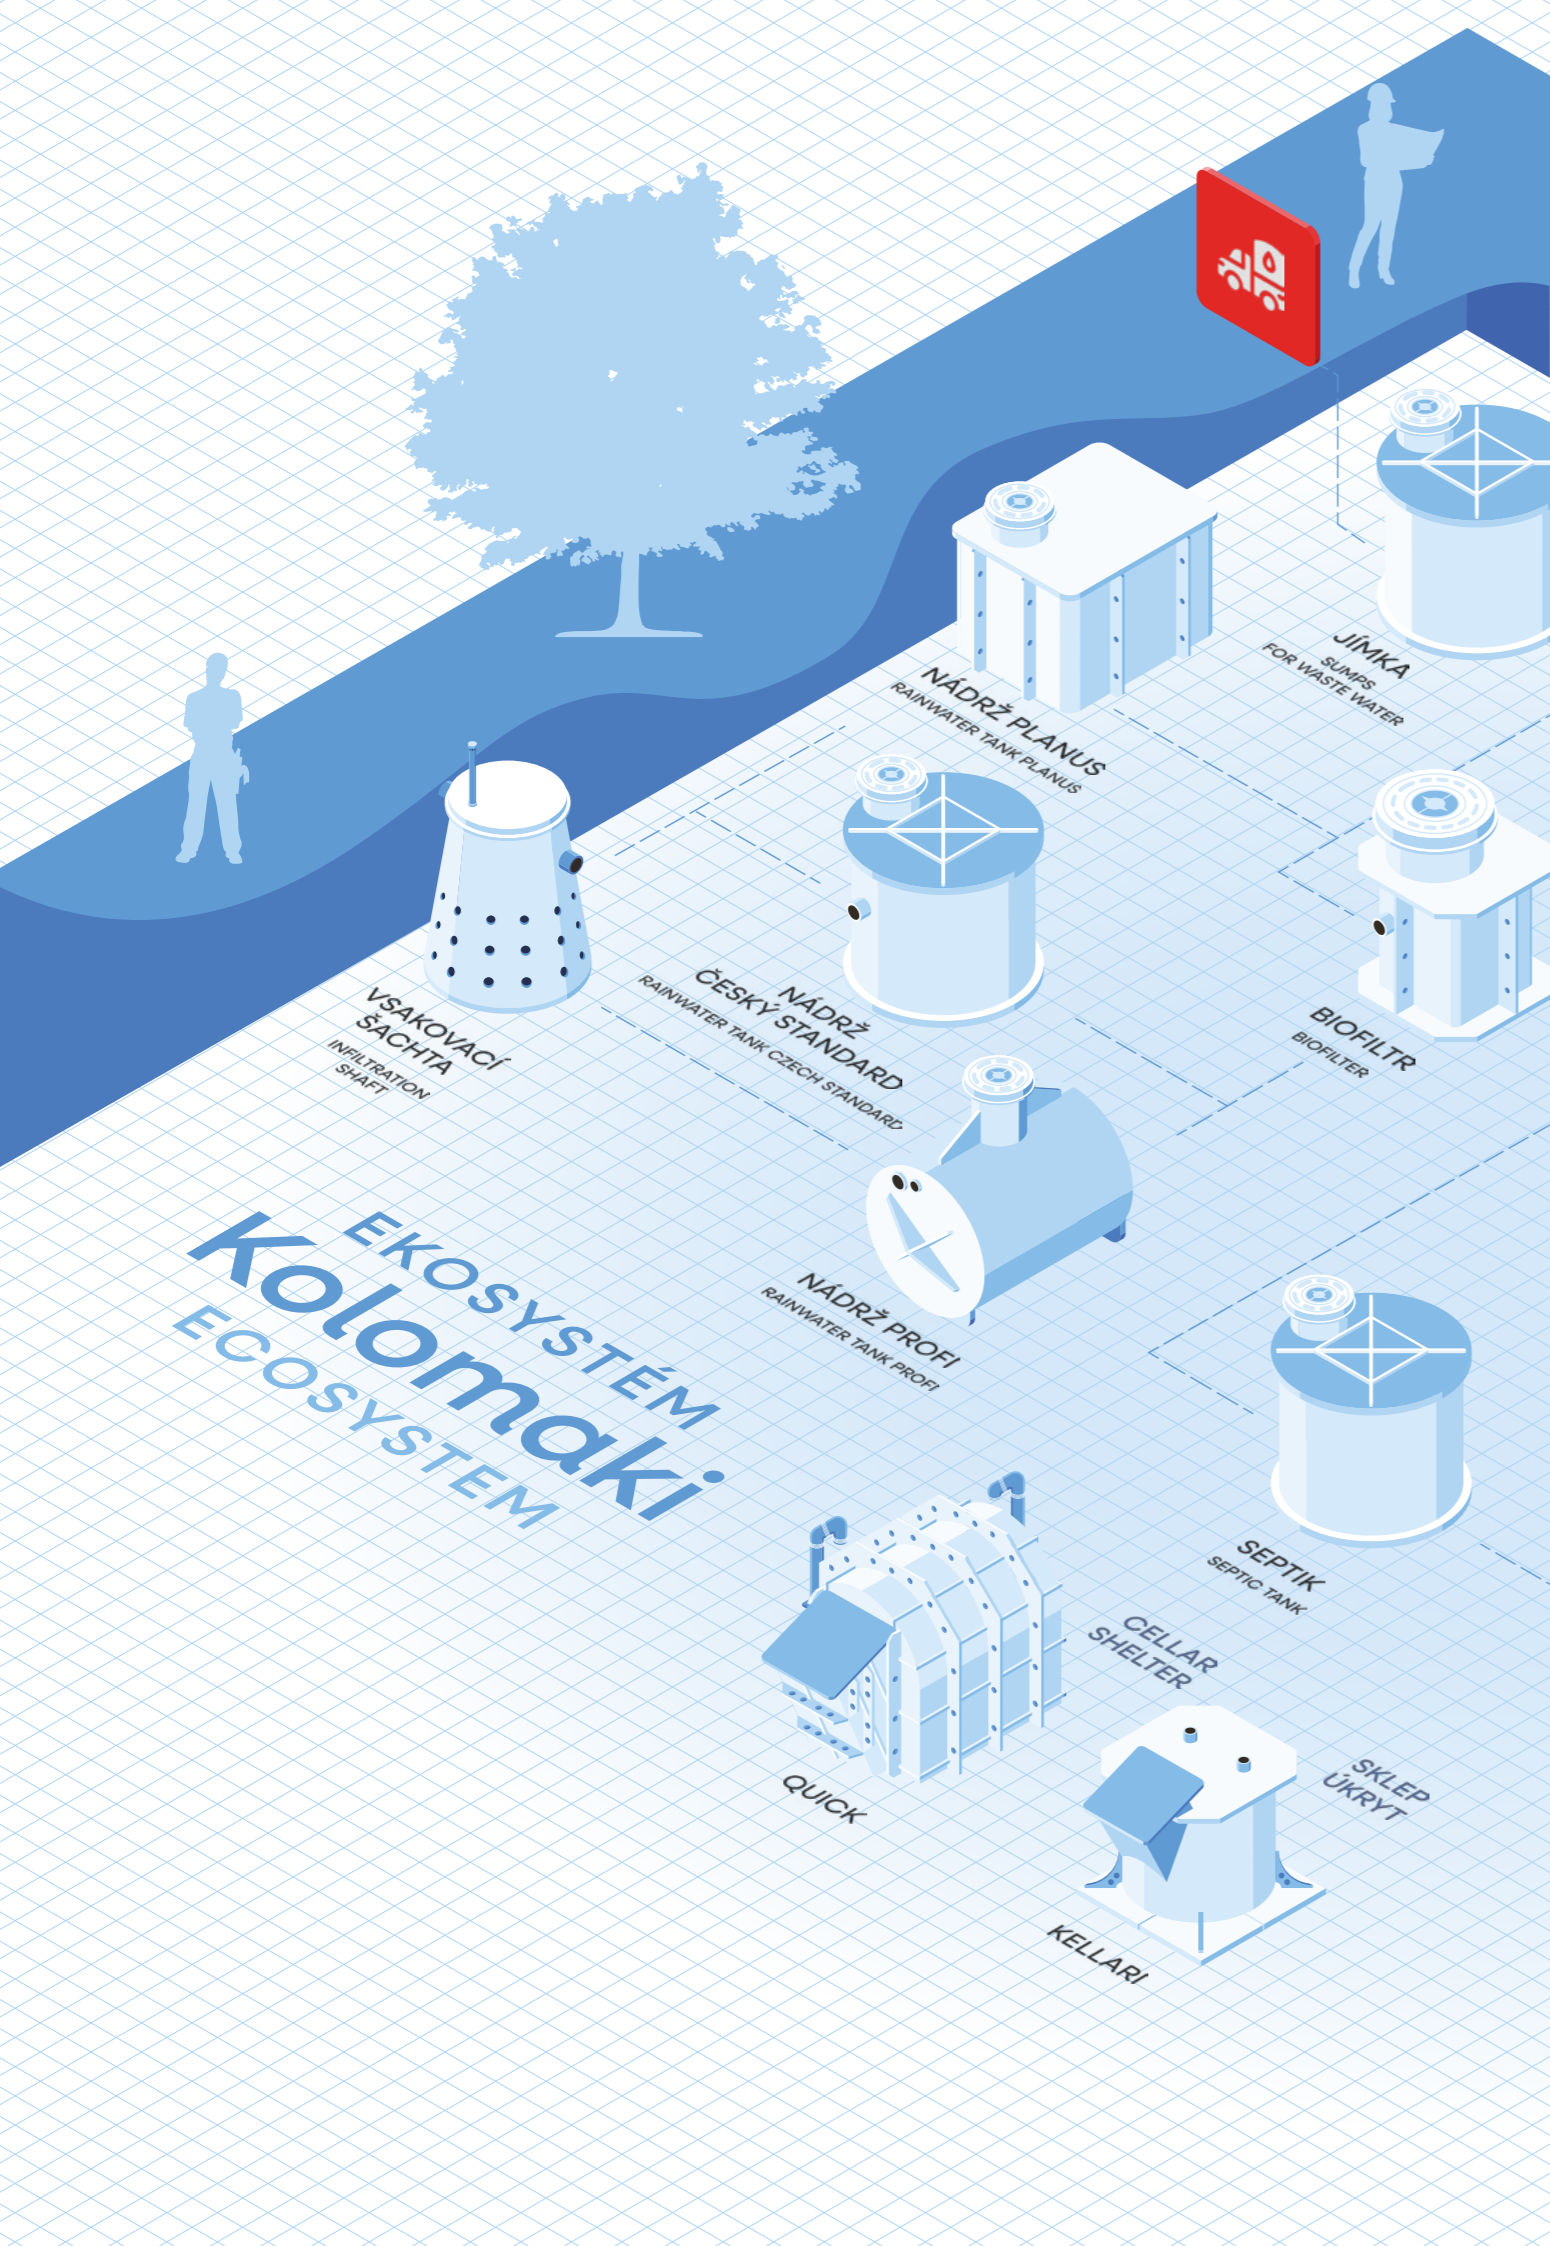 JÍMKA
SUMPS
FOR WASTE WATER
NÁDRŽ PLANUS
RAINWATER TANK PLANUS
NÁDRŽ
ČESKÝ STANDARD
RAINWATER TANK CZECH STANDARD
BIOFILTR
BIOFILTER
VSAKOVACÍ
ŠACHTA
INFILTRATION
SHAFT
NÁDRŽ PROFI
RAINWATER TANK PROFI
EKOSYSTÉM
Kolomaki
ECOSYSTEM
SEPTIK
SEPTIC TANK
CELLAR
SHELTER
QUICK
SKLEP
ÚKRYT
KELLARI